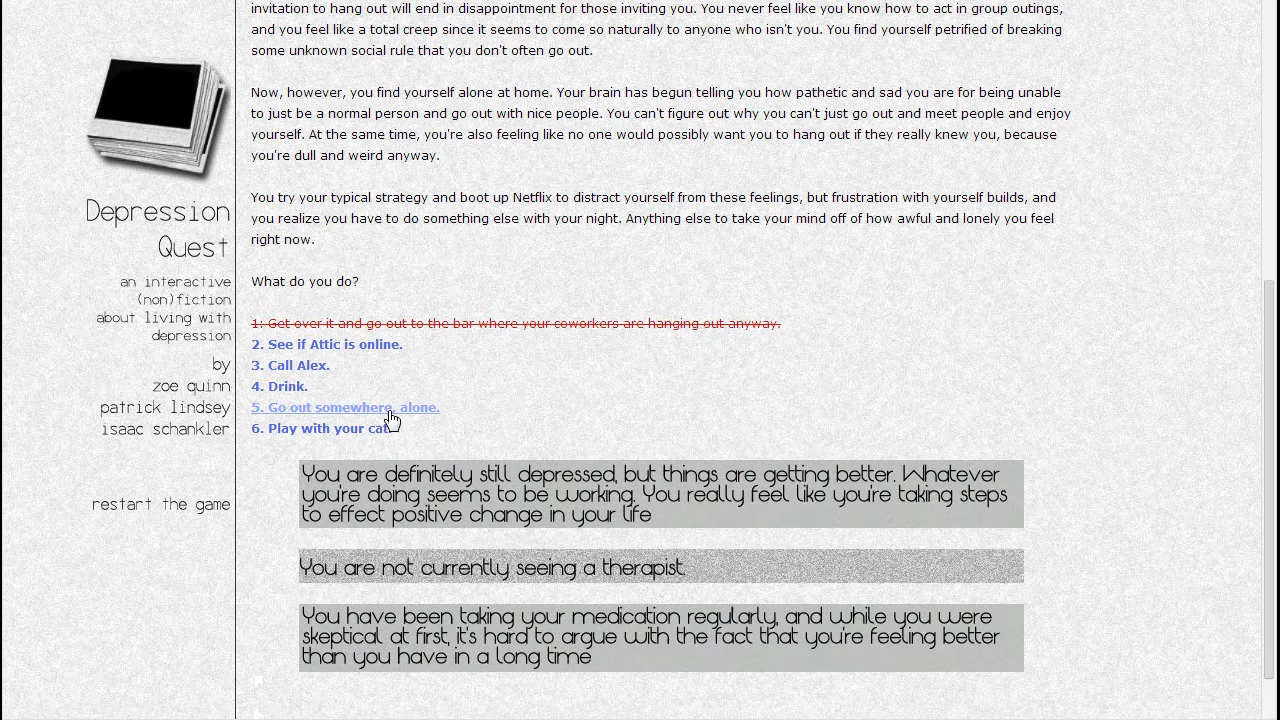 invitation to hang out will end in disappointment for those inviting you. You never feel like you know how to act in group outings,
and you feel like a total creep since it seems to come so naturally to anyone who isn't you. You find yourself petrified of breaking
some unknown social rule that you don't often go out.
Now, however, you find yourself alone at home. Your brain has begun telling you how pathetic and sad you are for being unable
to just be a normal person and go out with nice people. You can't figure out why you can't just go out and meet people and enjoy
yourself. At the same time, you're also feeling like no one would possibly want you to hang out if they really knew you, because
you're dull and weird anyway.
You try your typical strategy and boot up Netflix to distract yourself from these feelings, but frustration with yourself builds, and
you realize you have to do something else with your night. Anything else to take your mind off of how awful and lonely you feel
right now.
What do you do?
1: Get over it and go out to the bar where your coworkers are hanging out anyway.
2. See if Attic is online.
3. Call Alex.
4. Drink.
5. Go out somewhere, alone.
6. Play with your cat.
You are definitely still depressed, but things are getting better. Whatever
you're doing seems to be working. You really feel like you're taking steps
to effect positive change in your life
You are not currently seeing a therapist.
You have been taking your medication regularly, and while you were
skeptical at first, it's hard to argue with the fact that you're feeling better
than you have in a long time
Depression
Quest
an interactive
(non)fiction
about living with
depression
by
zoe quinn
patrick lindsey
isaac schankler
restart the game